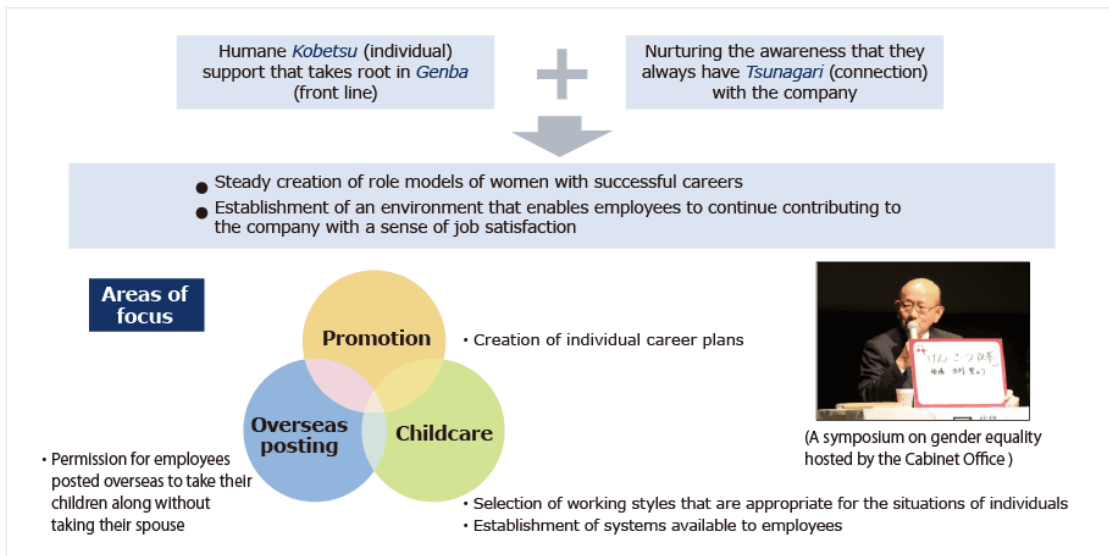 Humane Kobetsu (individual)
support that takes root in Genba
(front line)
Nurturing the awareness that they
always have Tsunagari (connection)
with the company
● Steady creation of role models of women with successful careers
● Establishment of an environment that enables employees to continue contributing to
the company with a sense of job satisfaction
Areas of
focus
Promotion
・Creation of individual career plans
Overseas
posting
Childcare
・Permission for employees
posted overseas to take their
children along without
taking their spouse
・Selection of working styles that are appropriate for the situations of individuals
・Establishment of systems available to employees
(A symposium on gender equality
hosted by the Cabinet Office )